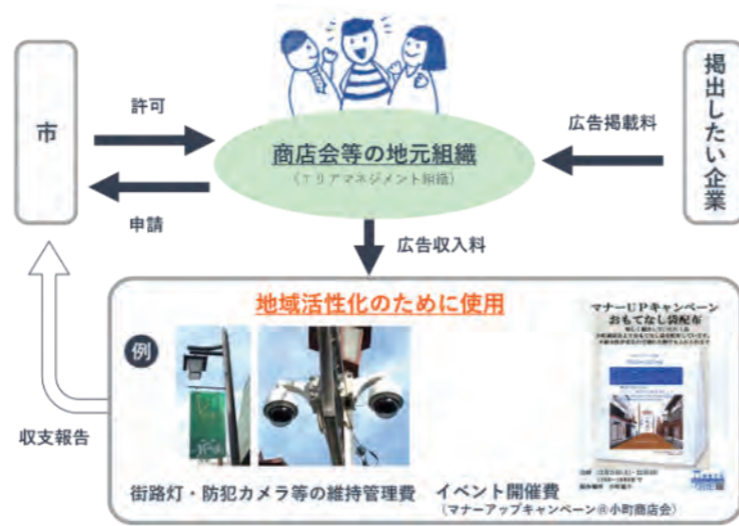 市
許可
申請
商店会等の地元組織
（エリアマネジメント組織）
広告掲載料
掲出したい企業
広告収入料
地域活性化のために使用
例
マナーUPキャンペーン
おもてなし袋配布
収支報告
街路灯・防犯カメラ等の維持管理費
イベント開催費
（マナーアップキャンペーン＠小町商店会）